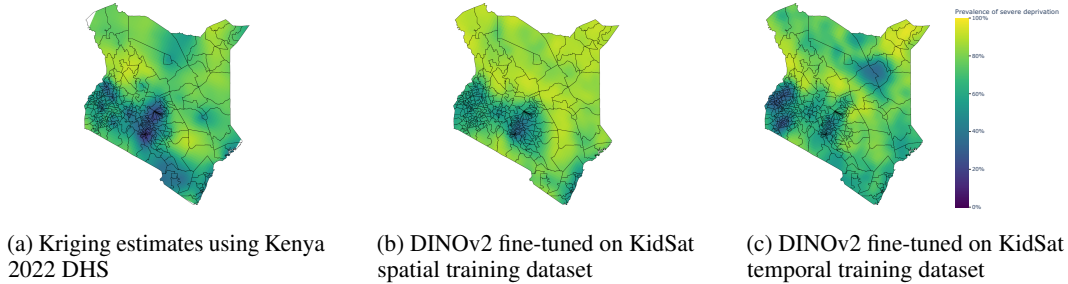 Prevalence of severe deprivation
100%
80%
60%
40%
20%
0%
(a) Kriging estimates using Kenya
2022 DHS
(b) DINOv2 fine-tuned on KidSat
spatial training dataset
(c) DINOv2 fine-tuned on KidSat
temporal training dataset